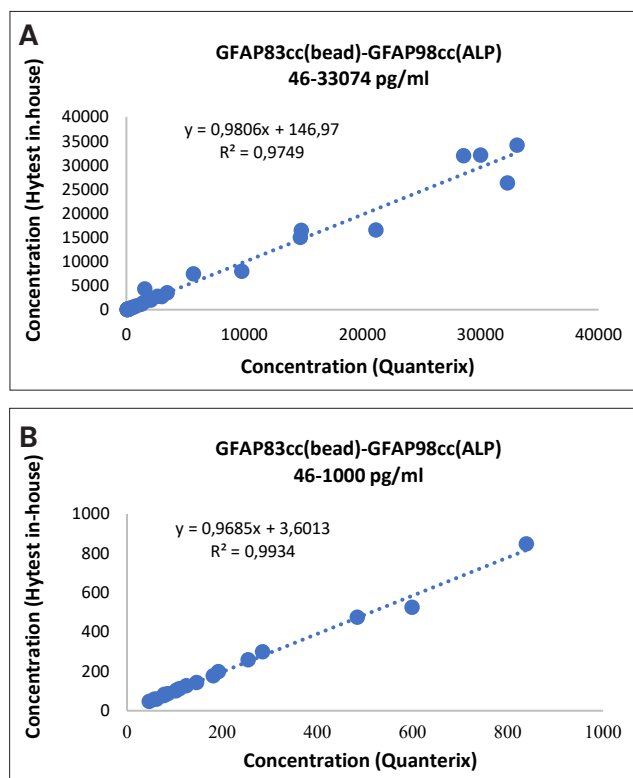 A
GFAP83cc(bead)-GFAP98cc(ALP)
46-33074 pg/ml
y = 0,9806x + 146,97
R² = 0,9749
Concentration (Hytest in.house)
40000
35000
30000
25000
20000
15000
10000
5000
0
0 10000 20000 30000 40000
Concentration (Quanterix)
B
GFAP83cc(bead)-GFAP98cc(ALP)
46-1000 pg/ml
y = 0,9685x + 3,6013
R² = 0,9934
Concentration (Hytest in-house)
1000
800
600
400
200
0
0 200 400 600 800 1000
Concentration (Quanterix)